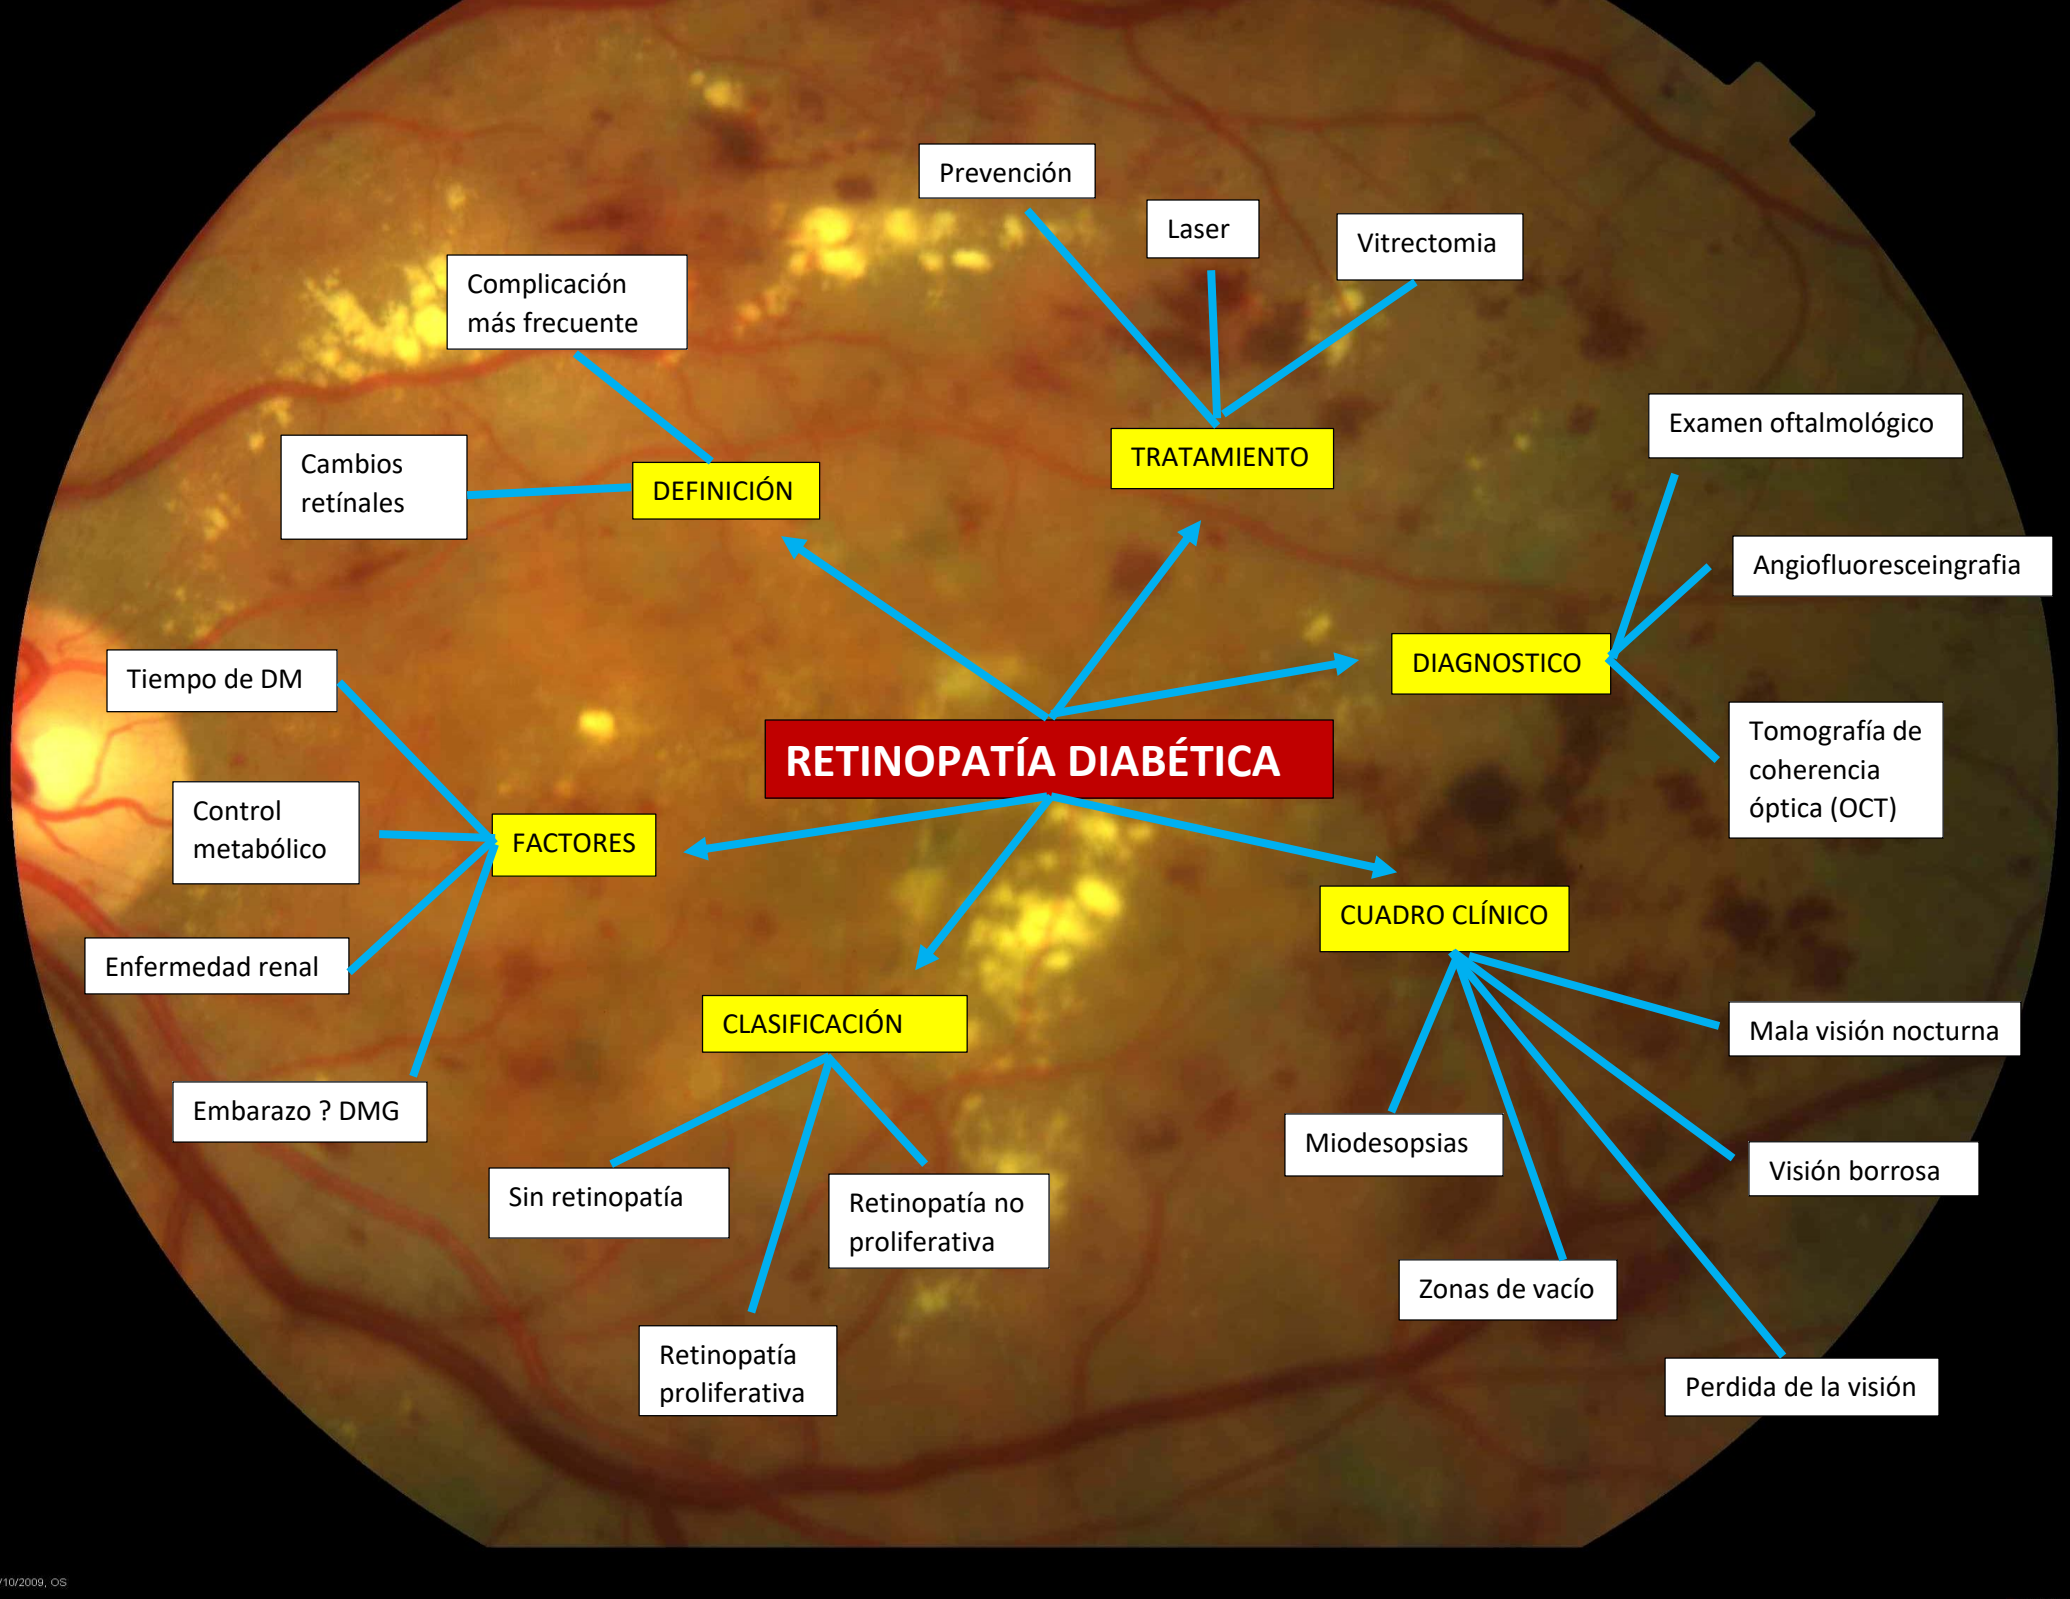 Prevención
Laser
Vitrectomia
Complicación
más frecuente
Examen oftalmológico
TRATAMIENTO
Cambios
retínales
DEFINICIÓN
Angiofluoresceingrafia
DIAGNOSTICO
Tiempo de DM
Tomografía de
coherencia
óptica (OCT)
RETINOPATÍA DIABÉTICA
Control
metabólico
FACTORES
CUADRO CLÍNICO
Enfermedad renal
CLASIFICACIÓN
Mala visión nocturna
Embarazo ? DMG
Miodesopsias
Visión borrosa
Sin retinopatía
Retinopatía no
proliferativa
Zonas de vacío
Retinopatía
proliferativa
Perdida de la visión
/10/2009, OS